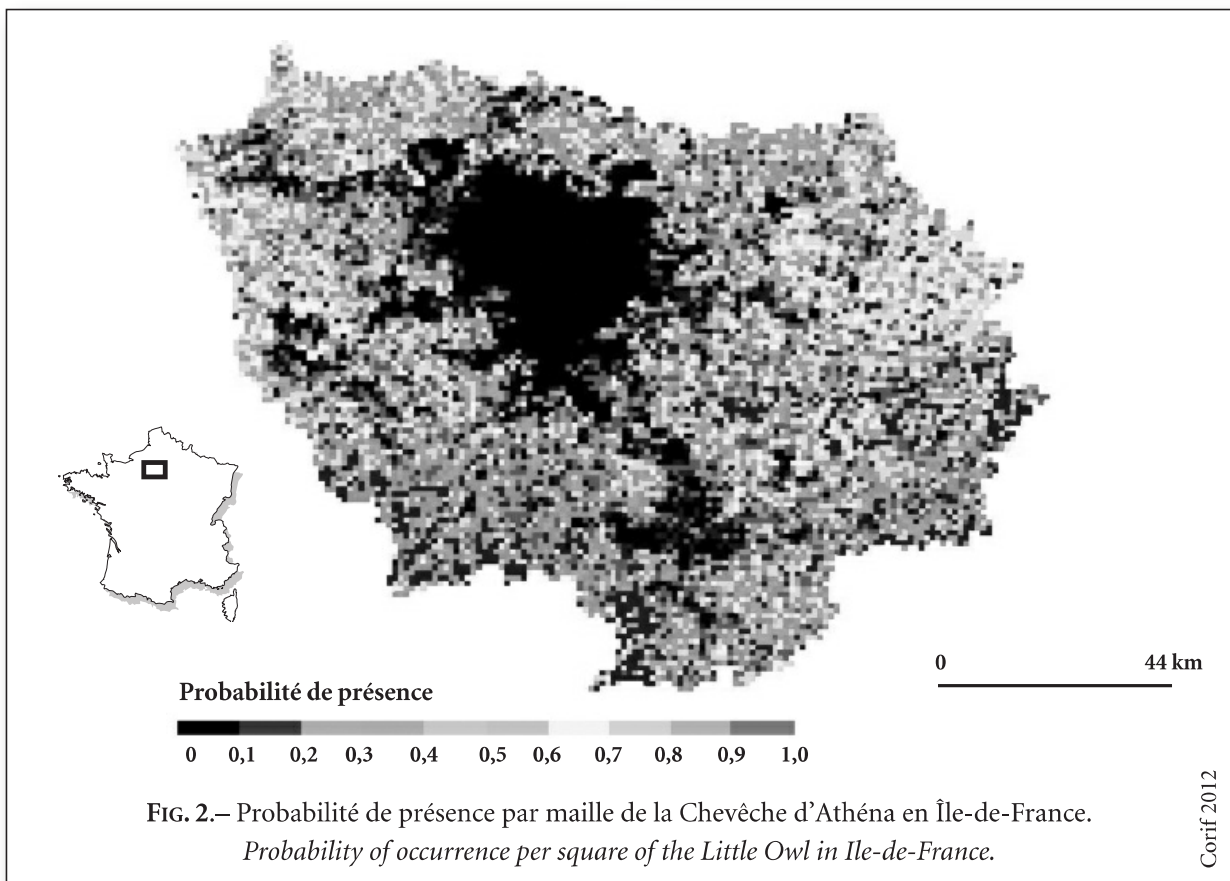 0 44 km
Probabilité de présence
0 0,1 0,2 0,3 0,4 0,5 0,6 0,7 0,8 0,9 1,0
FIG. 2.– Probabilité de présence par maille de la Chevêche d'Athéna en Île-de-France.
Probability of occurrence per square of the Little Owl in Ile-de-France.
Corif 2012